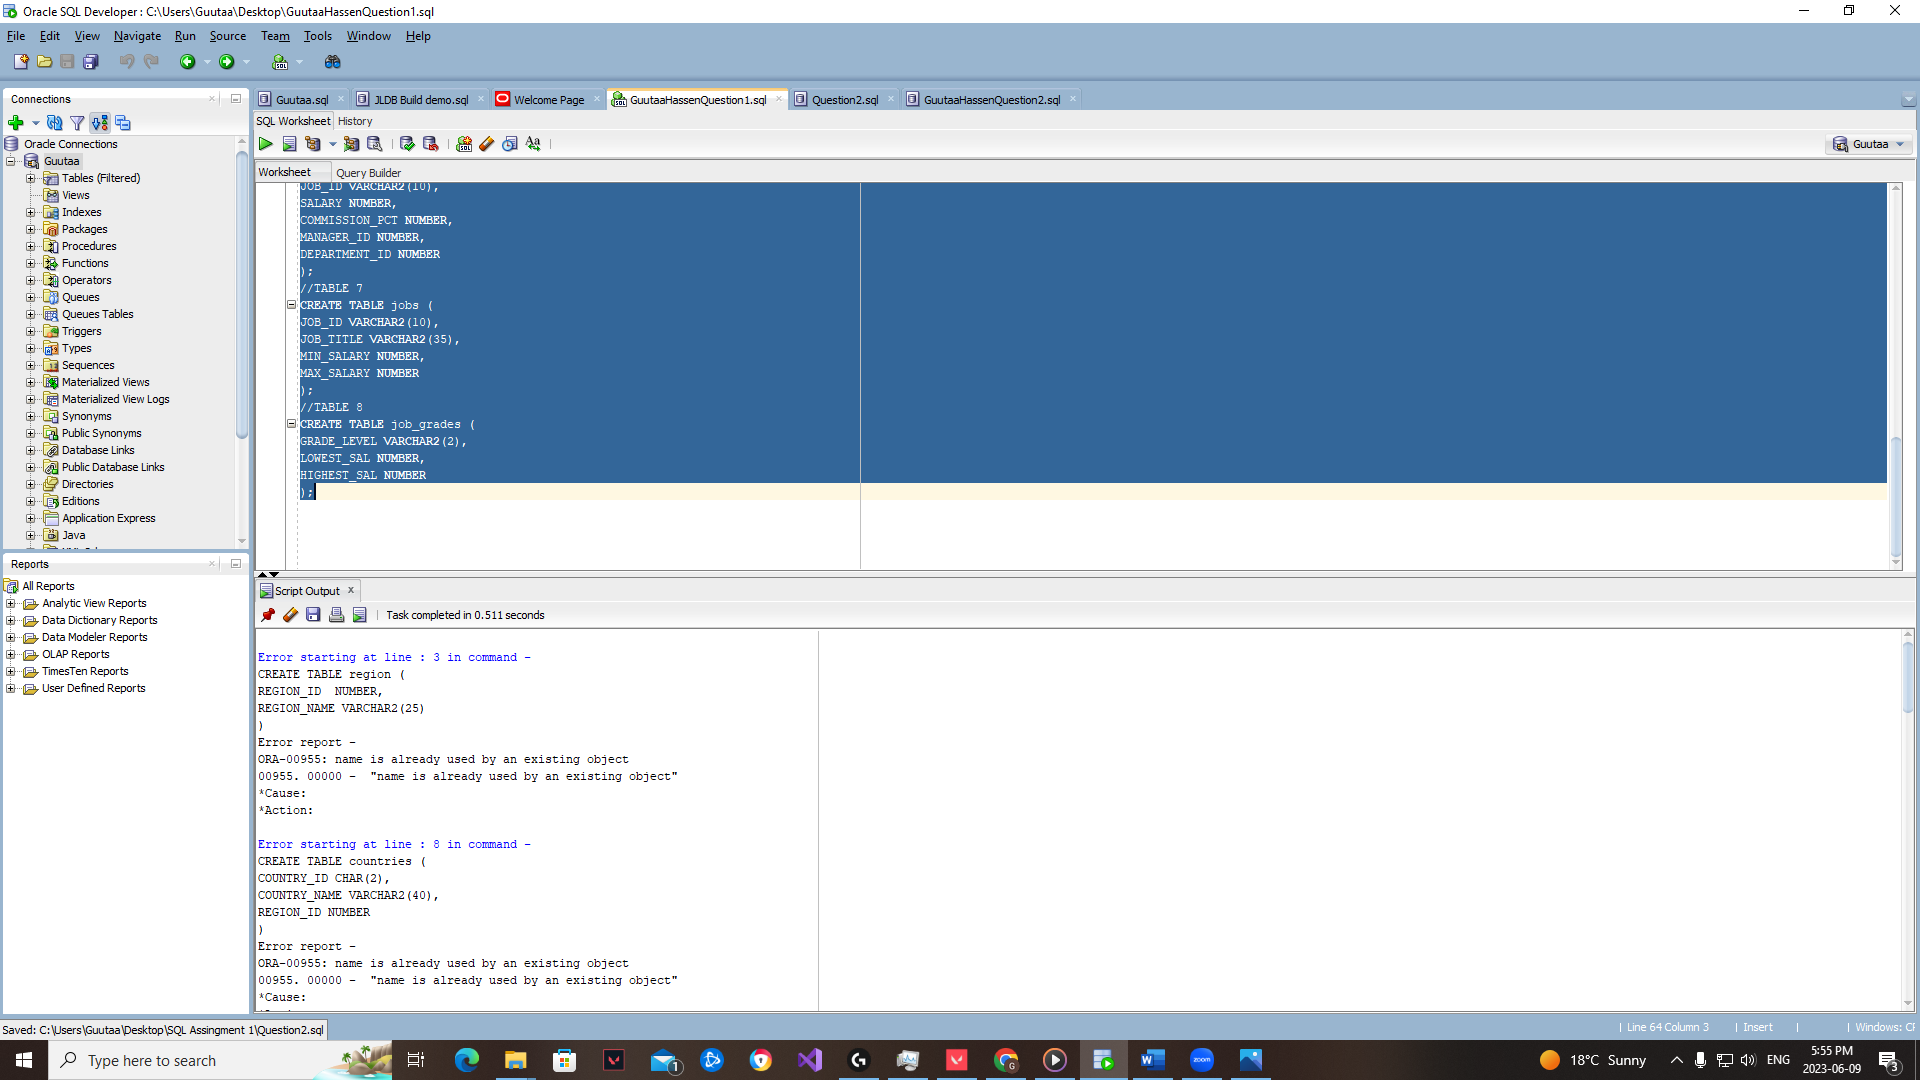 Oracle SQL Developer : C:\Users\Guutaa\Desktop\GuutaaHassenQuestion1.sql
File Edit View Navigate Run Source Team Tools Window Help
Connections
Oracle Connections
Guutaa
Tables (Filtered)
Views
Indexes
Packages
Procedures
Functions
Operators
Queues
Queues Tables
Triggers
Types
Sequences
Materialized Views
Materialized View Logs
Synonyms
Public Synonyms
Database Links
Public Database Links
Directories
Editions
Application Express
Java
Reports
All Reports
Analytic View Reports
Data Dictionary Reports
Data Modeler Reports
OLAP Reports
TimesTen Reports
User Defined Reports
Guutaa.sql JLDB Build demo.sql Welcome Page GuutaaHassenQuestion1.sql Question2.sql GuutaaHassenQuestion2.sql
SQL Worksheet History
Guutaa
Worksheet Query Builder
JOB_ID VARCHAR2(10),
SALARY NUMBER,
COMMISSION_PCT NUMBER,
MANAGER_ID NUMBER,
DEPARTMENT_ID NUMBER
);
//TABLE 7
CREATE TABLE jobs (
JOB_ID VARCHAR2(10),
JOB_TITLE VARCHAR2(35),
MIN_SALARY NUMBER,
MAX_SALARY NUMBER
);
//TABLE 8
CREATE TABLE job_grades (
GRADE_LEVEL VARCHAR2(2),
LOWEST_SAL NUMBER,
HIGHEST_SAL NUMBER
);
Script Output
Task completed in 0.511 seconds
Error starting at line : 3 in command -
CREATE TABLE region (
REGION_ID  NUMBER,
REGION_NAME VARCHAR2(25)
)
Error report -
ORA-00955: name is already used by an existing object
00955. 00000 -  "name is already used by an existing object"
*Cause:
*Action:
Error starting at line : 8 in command -
CREATE TABLE countries (
COUNTRY_ID CHAR(2),
COUNTRY_NAME VARCHAR2(40),
REGION_ID NUMBER
)
Error report -
ORA-00955: name is already used by an existing object
00955. 00000 -  "name is already used by an existing object"
*Cause:
Saved: C:\Users\Guutaa\Desktop\SQL Assingment 1\Question2.sql
Line 64 Column 3 Insert Windows: CF
Type here to search
18°C Sunny
ENG
5:55 PM
2023-06-09
3